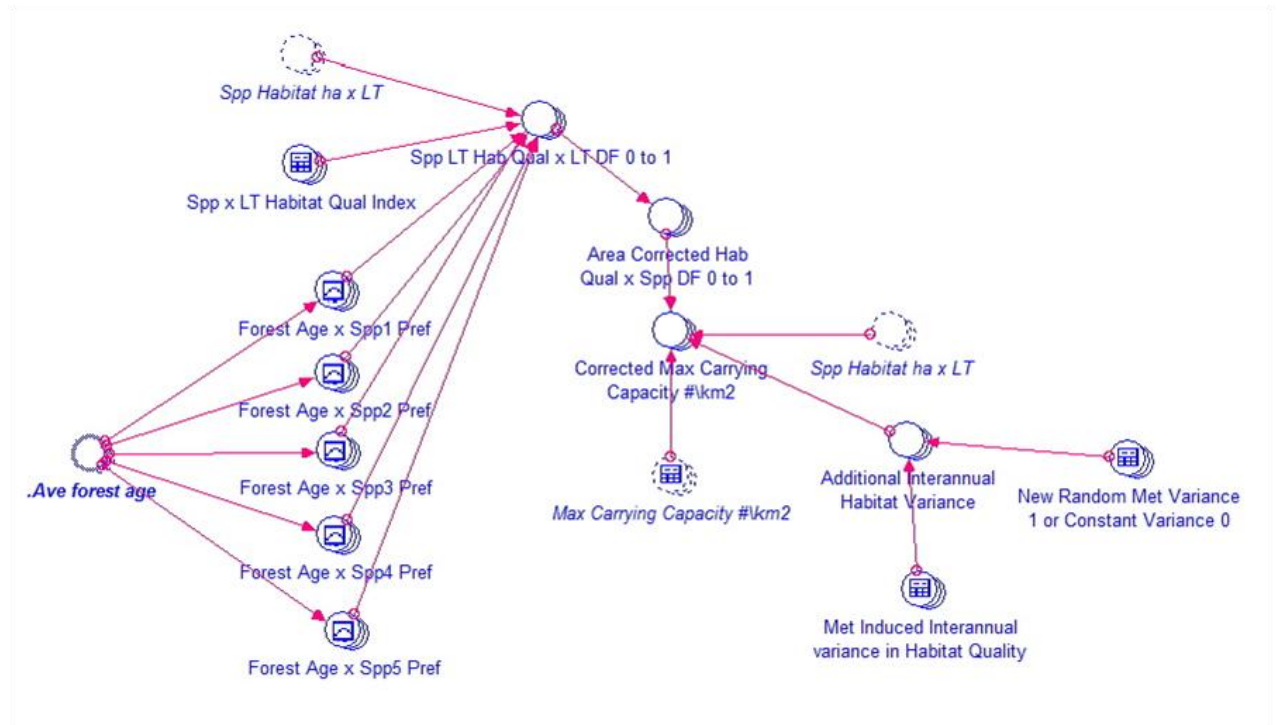 Spp Habitat ha x LT
Spp LT Hab Qual x LT DF 0 to 1
Spp x LT Habitat Qual Index
Area Corrected Hab
Qual x Spp DF 0 to 1
Forest Age x Spp1 Pref
Corrected Max Carrying
Capacity #\km2
Spp Habitat ha x LT
Forest Age x Spp2 Pref
Forest Age x Spp3 Pref
.Ave forest age
Max Carrying Capacity #\km2
Additional Interannual
Habitat Variance
New Random Met Variance
1 or Constant Variance 0
Forest Age x Spp4 Pref
Met Induced Interannual
variance in Habitat Quality
Forest Age x Spp5 Pref